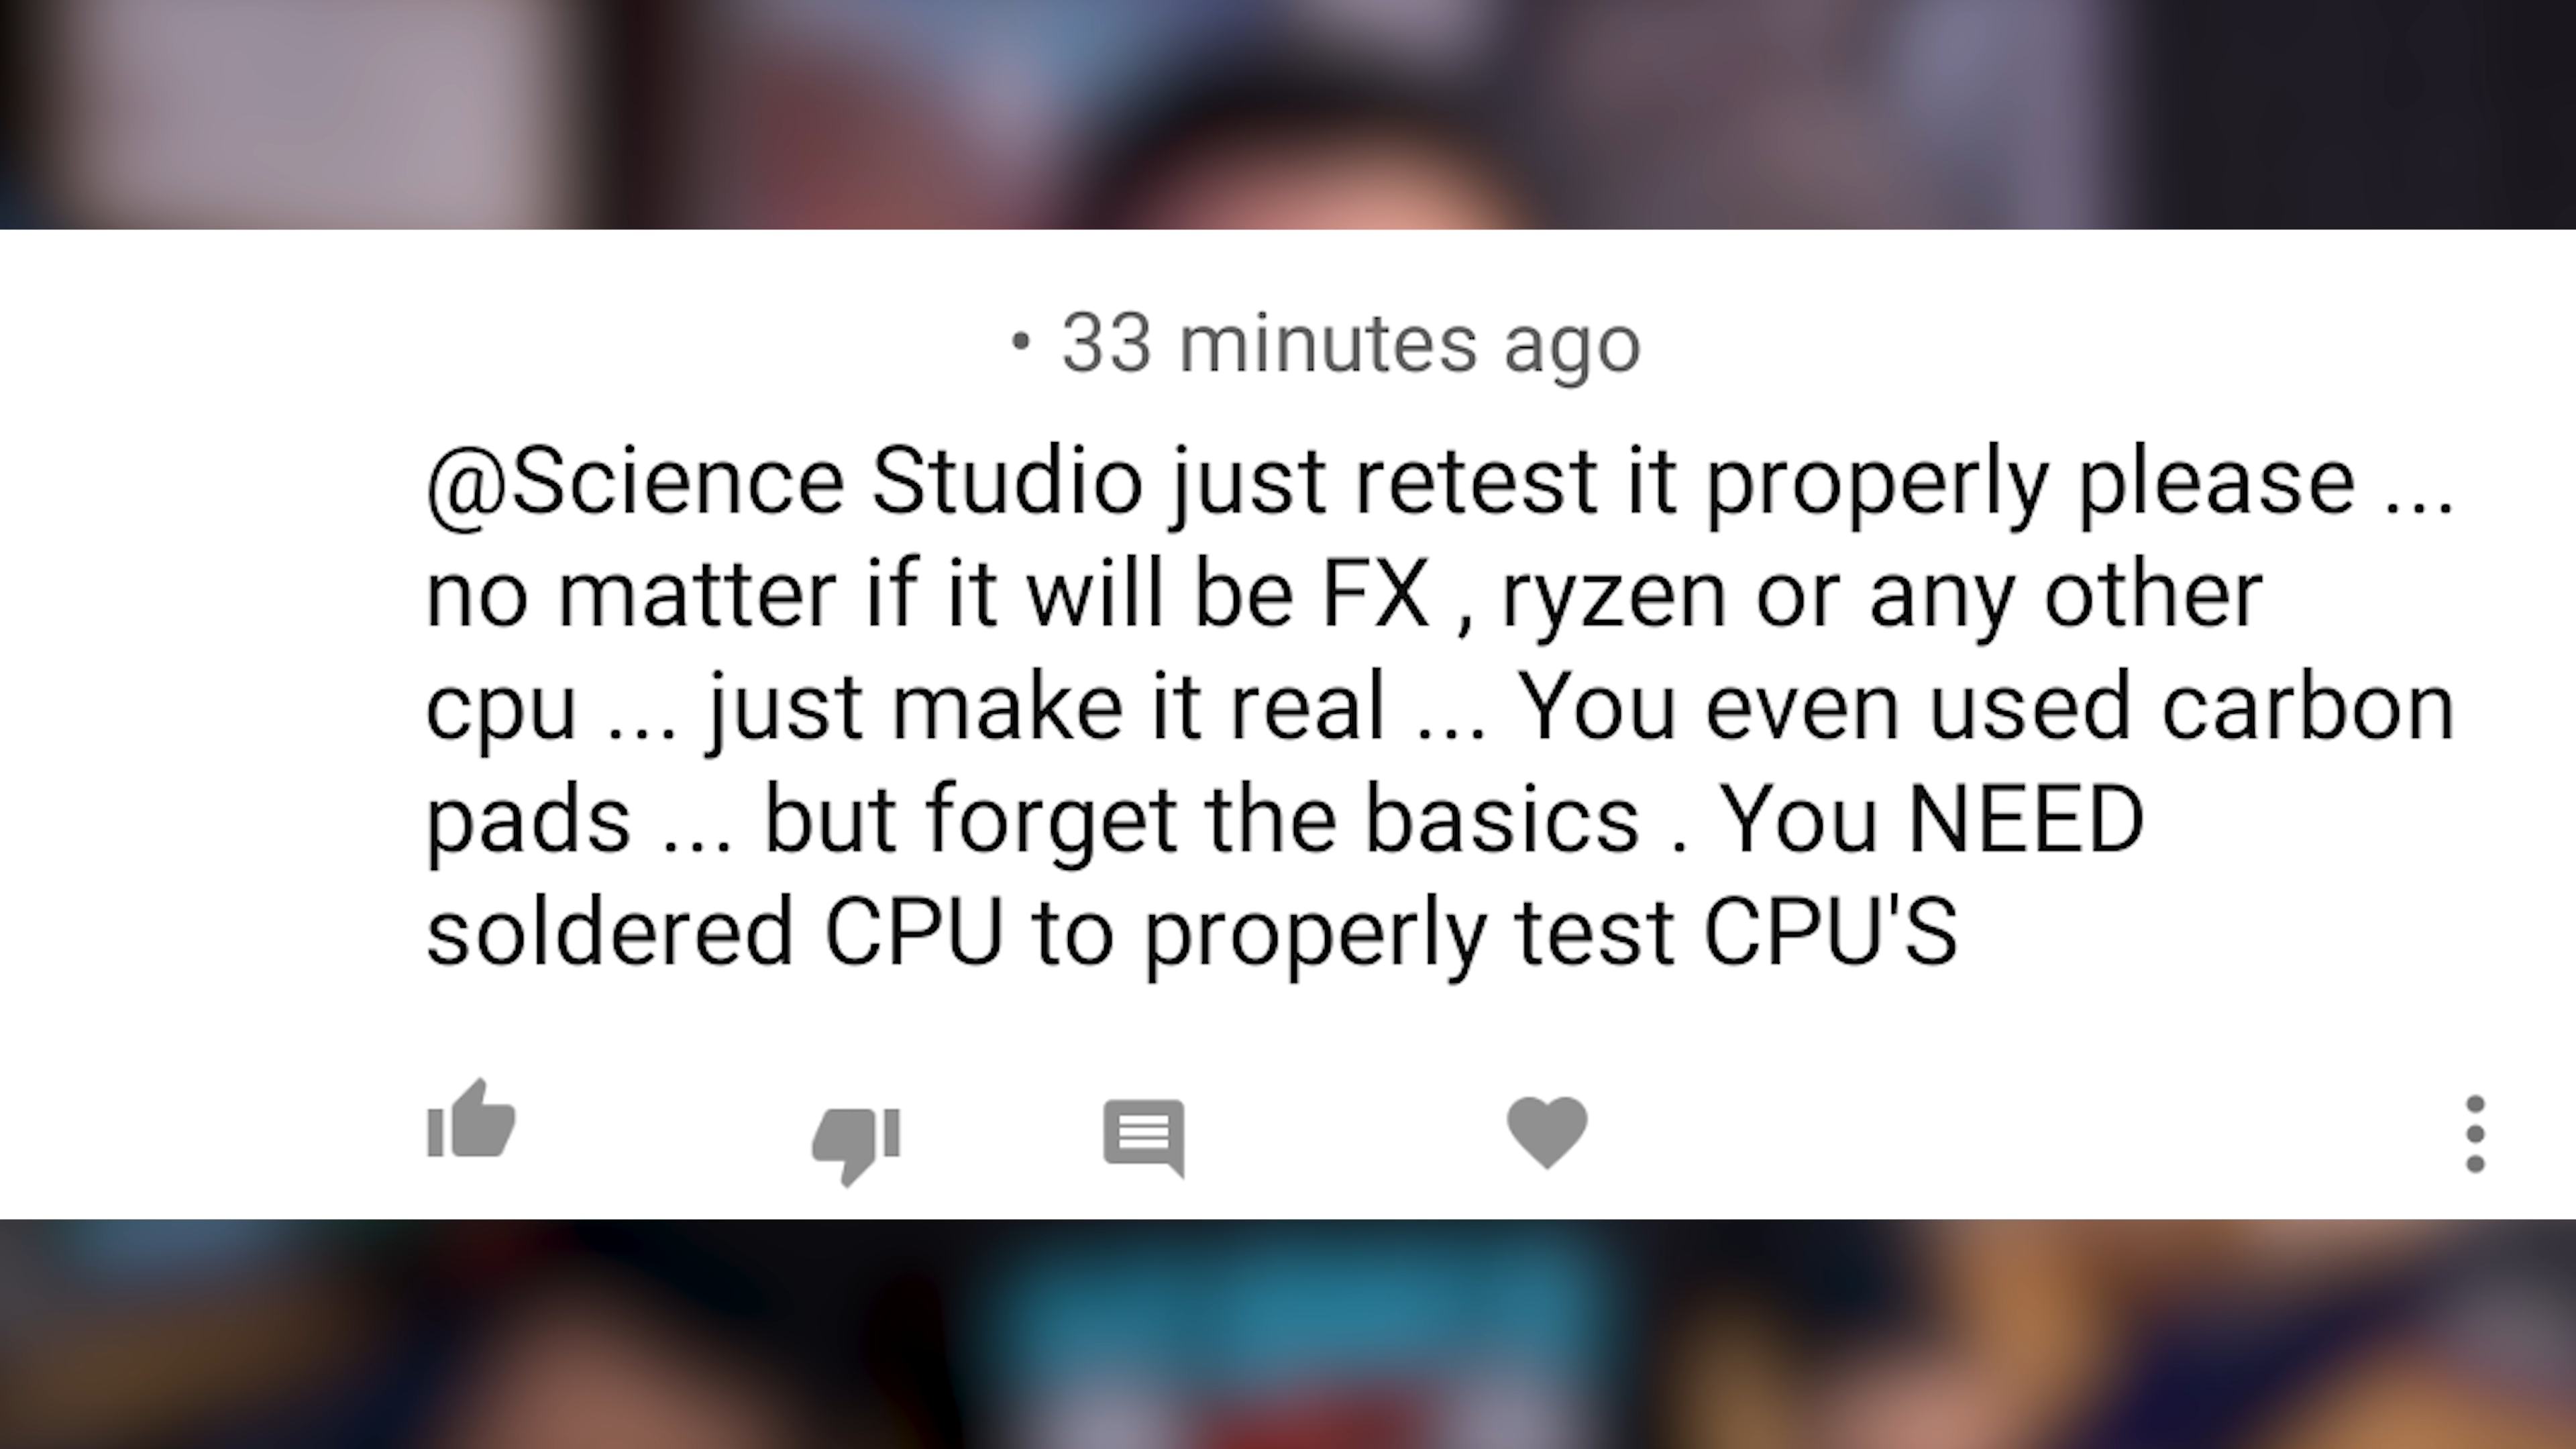 • 33 minutes ago
@Science Studio just retest it properly please ...
no matter if it will be FX , ryzen or any other
cpu ... just make it real ... You even used carbon
pads ... but forget the basics . You NEED
soldered CPU to properly test CPU'S